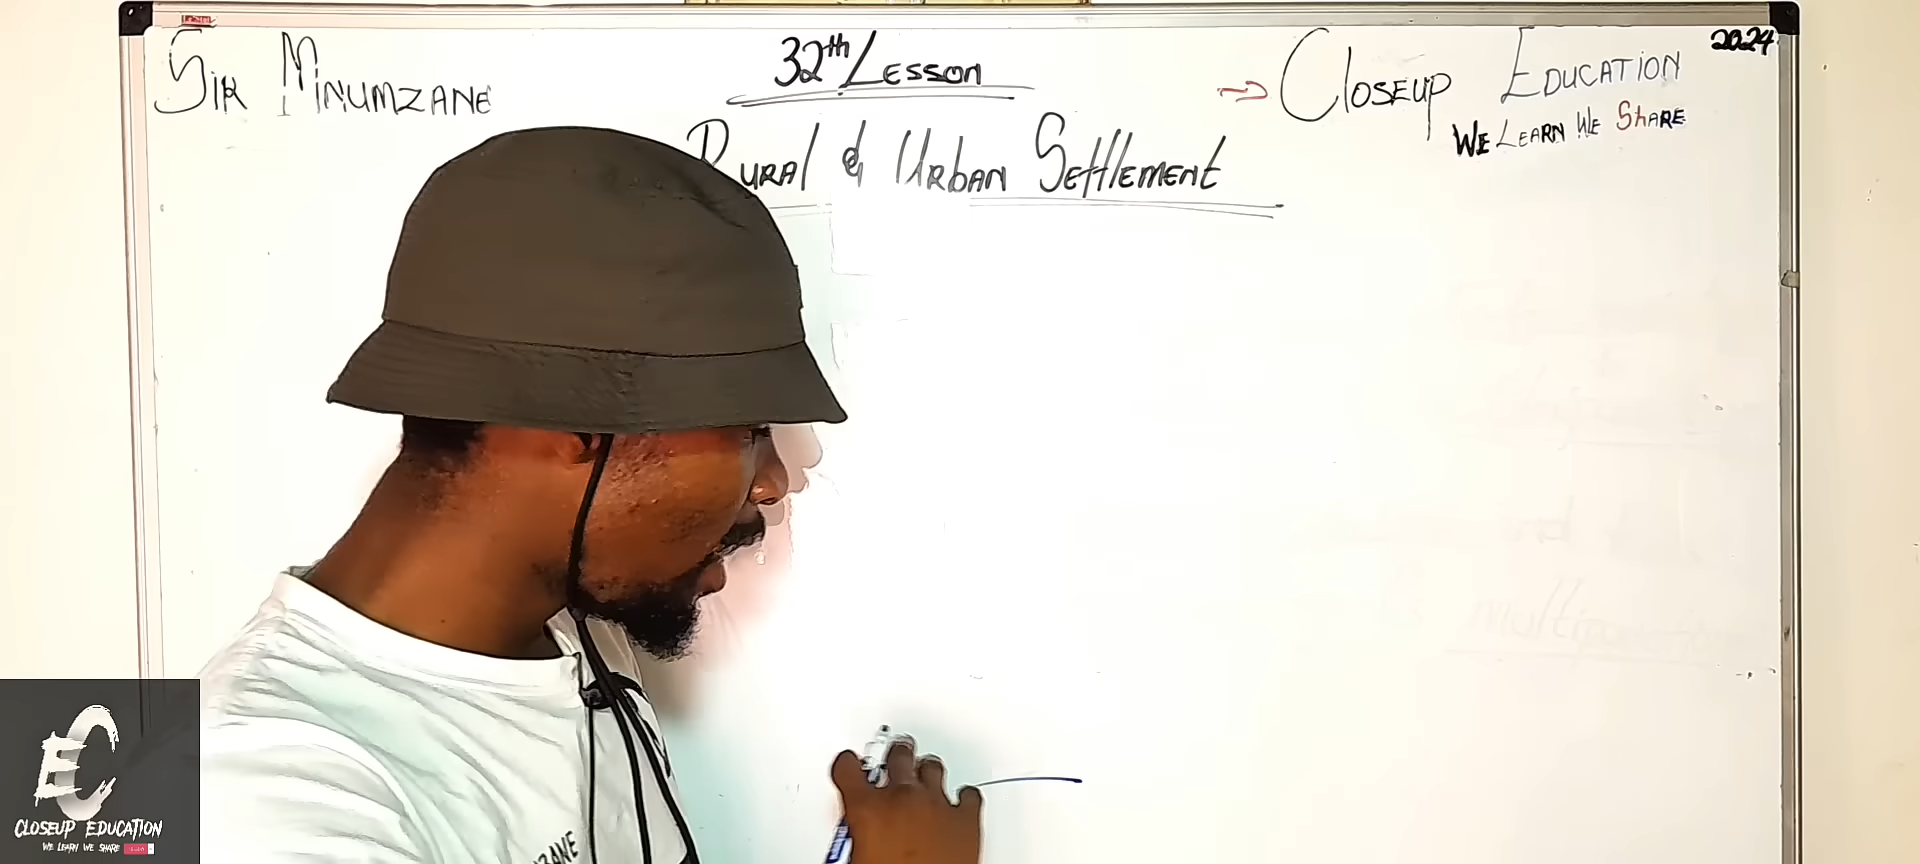 2024
SIR MINUMZANE
32th LESSON
CLOSEUP EDUCATION
WE LEARN WE SHARE
RURAL & URBAN SETTLEMENT
EC
CLOSEUP EDUCATION
WE LEARN WE SHARE